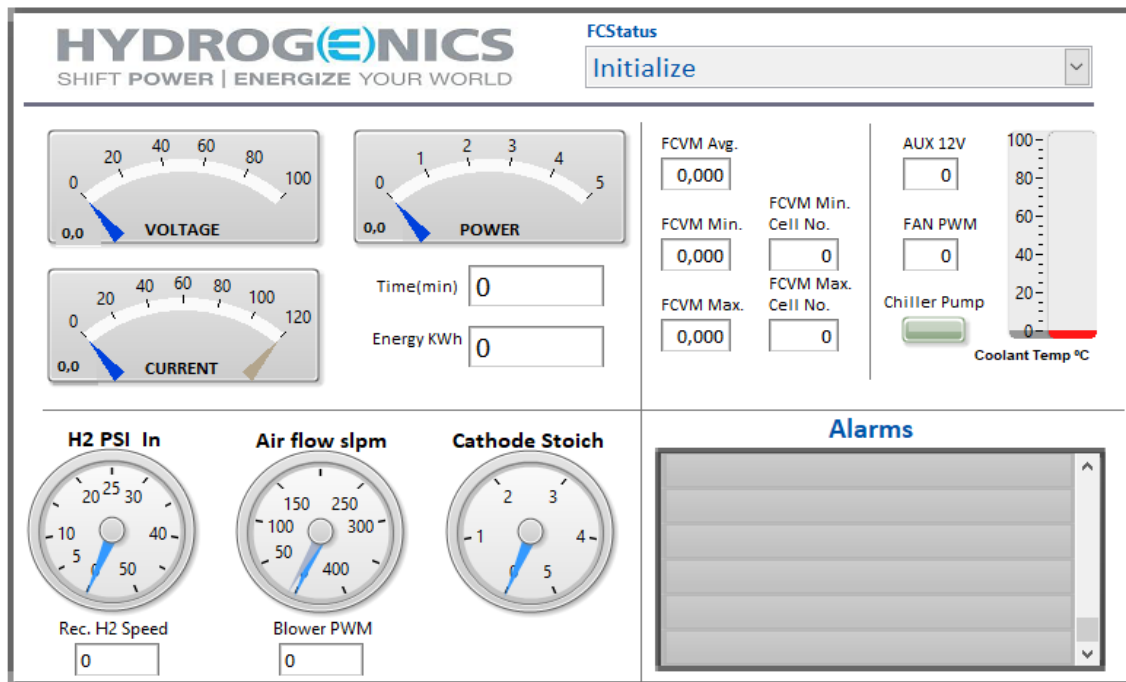 HYDROG(E)NICS
SHIFT POWER | ENERGIZE YOUR WORLD
FCStatus
Initialize
0 20 40 60 80 100
0,0 VOLTAGE
0 1 2 3 4 5
0,0 POWER
0 20 40 60 80 100 120
0,0 CURRENT
Time(min) 0
Energy KWh 0
FCVM Avg.
0,000
FCVM Min.
0,000
FCVM Min.
Cell No.
0
FCVM Max.
0,000
FCVM Max.
Cell No.
0
AUX 12V
0
FAN PWM
0
Chiller Pump
100
80
60
40
20
0
Coolant Temp ºC
H2 PSI In
0 5 10 20 25 30 40 50
Rec. H2 Speed
0
Air flow slpm
50 100 150 250 300 400
Blower PWM
0
Cathode Stoich
0 1 2 3 4 5
Alarms